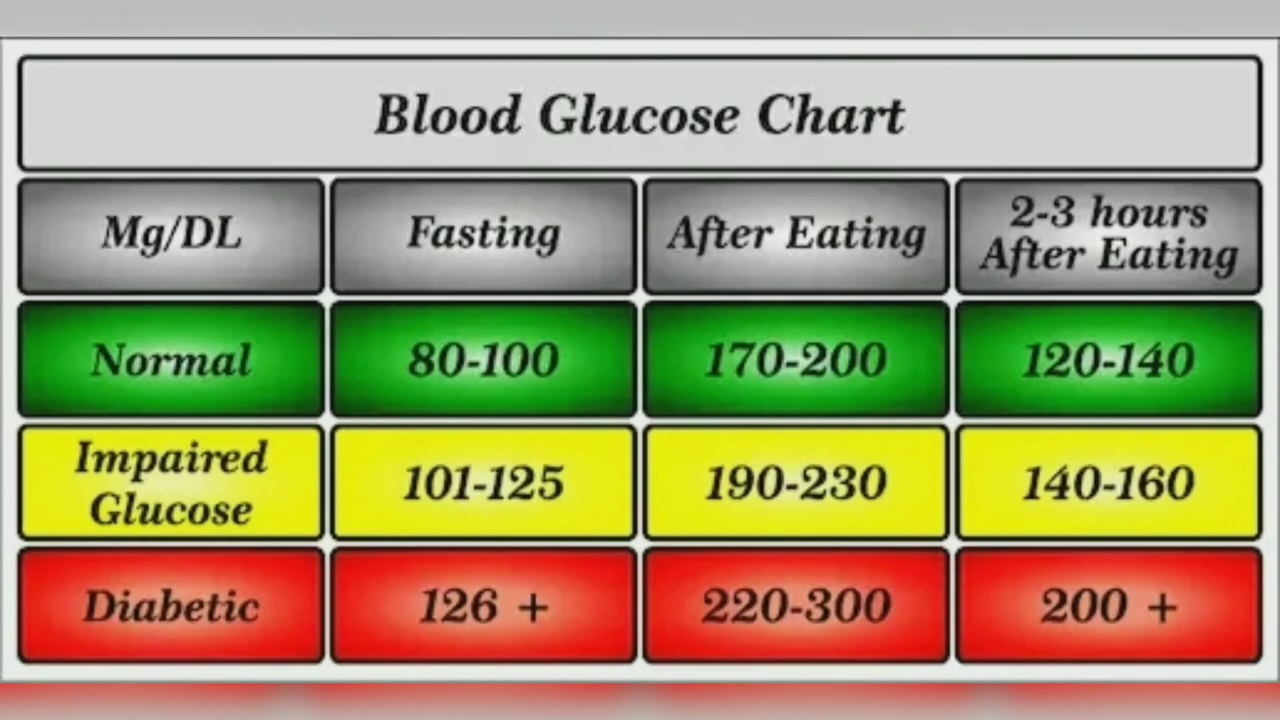 Blood Glucose Chart
Mg/DL Fasting After Eating 2-3 hours After Eating
Normal 80-100 170-200 120-140
Impaired Glucose 101-125 190-230 140-160
Diabetic 126 + 220-300 200 +